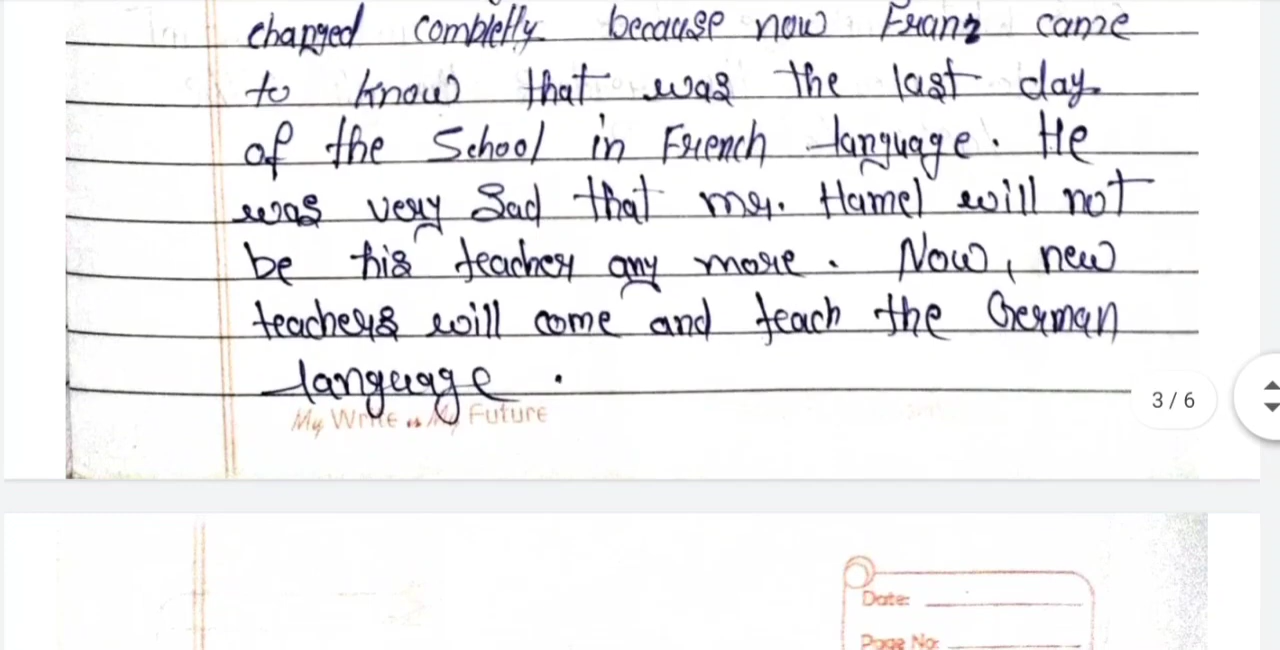 changed combletly because now Franz came
to know that was the last day
of the School in French language. He
was very Sad that mr. Hamel will not
be his teacher any more. Now, new
teachers will come and teach the German
language.
My Write is My Future
3 / 6
Date:
Page No: